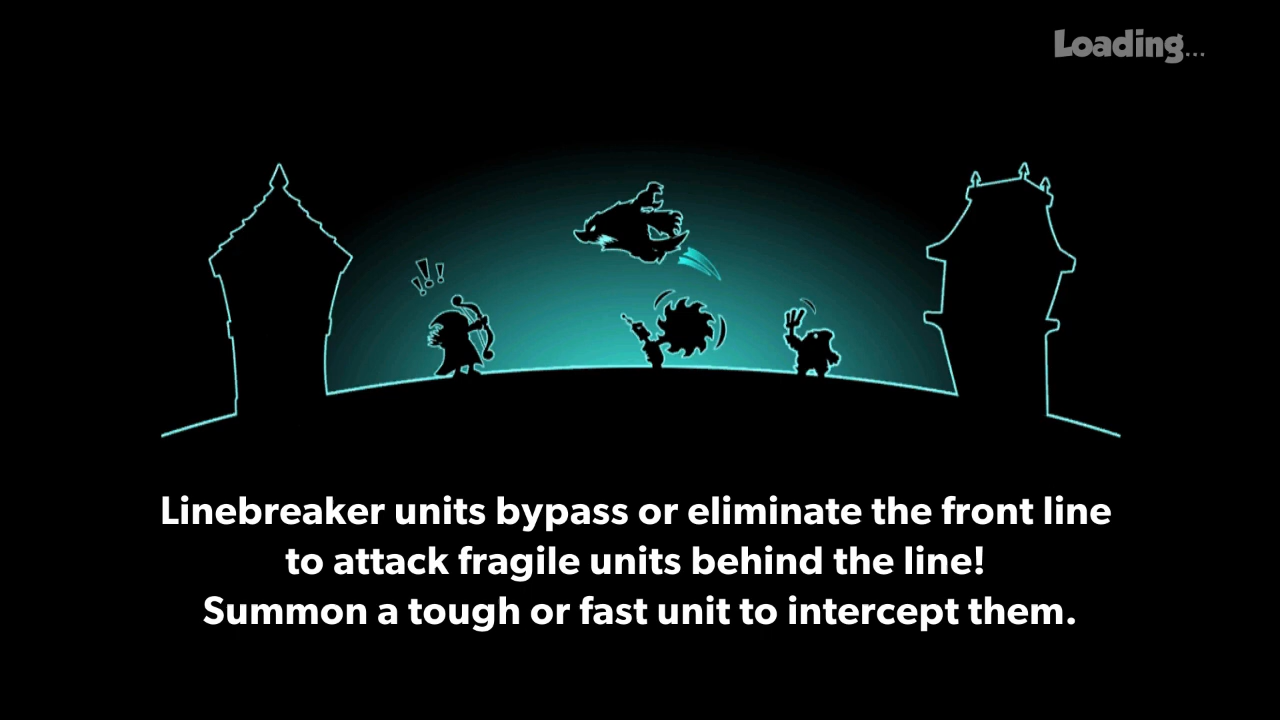 Loading...
!!!
Linebreaker units bypass or eliminate the front line
to attack fragile units behind the line!
Summon a tough or fast unit to intercept them.